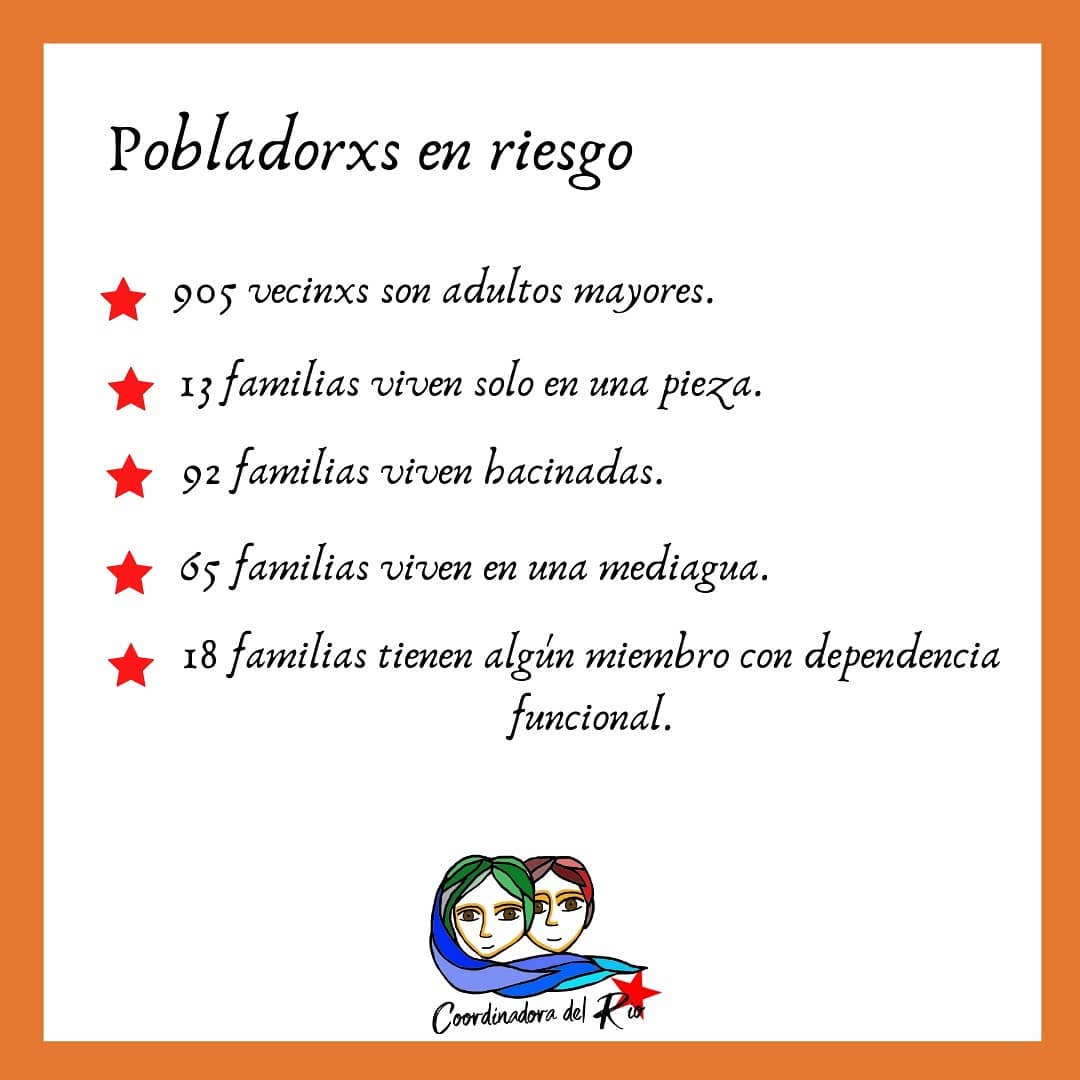 Pobladorxs en riesgo
905 vecinxs son adultos mayores.
13 familias viven solo en una pieza.
92 familias viven hacinadas.
65 familias viven en una mediagua.
18 familias tienen algún miembro con dependencia
funcional.
Coordinadora del Rio